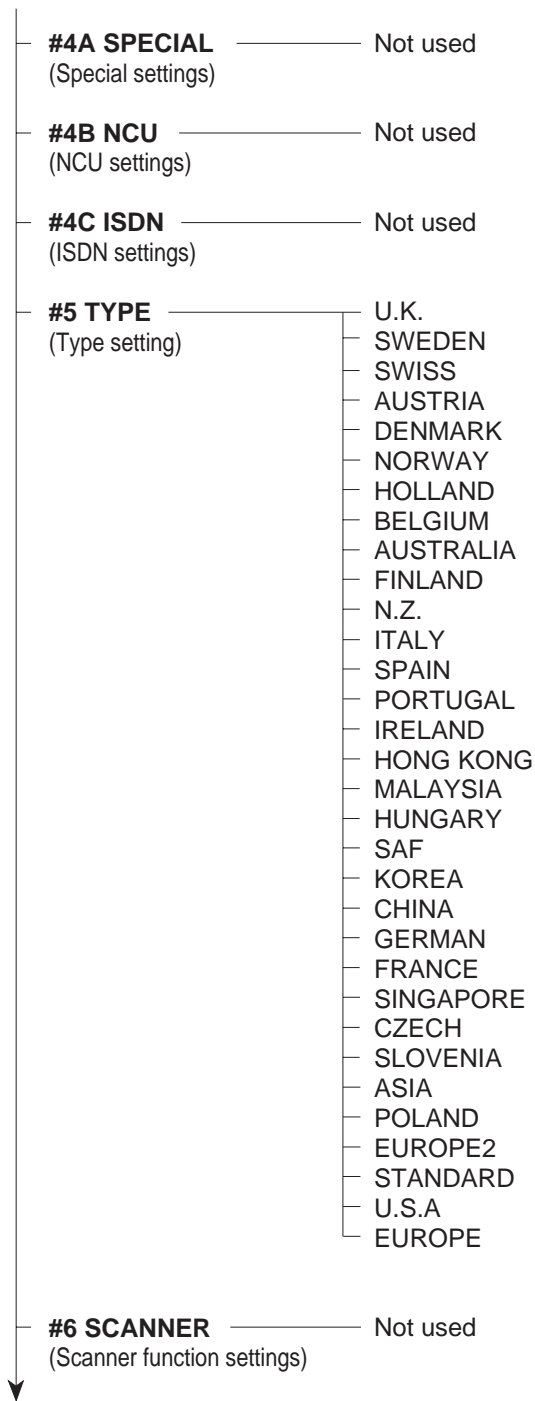 #4A SPECIAL Not used
(Special settings)
#4B NCU Not used
(NCU settings)
#4C ISDN Not used
(ISDN settings)
#5 TYPE U.K.
(Type setting) SWEDEN
SWISS
AUSTRIA
DENMARK
NORWAY
HOLLAND
BELGIUM
AUSTRALIA
FINLAND
N.Z.
ITALY
SPAIN
PORTUGAL
IRELAND
HONG KONG
MALAYSIA
HUNGARY
SAF
KOREA
CHINA
GERMAN
FRANCE
SINGAPORE
CZECH
SLOVENIA
ASIA
POLAND
EUROPE2
STANDARD
U.S.A
EUROPE
#6 SCANNER Not used
(Scanner function settings)